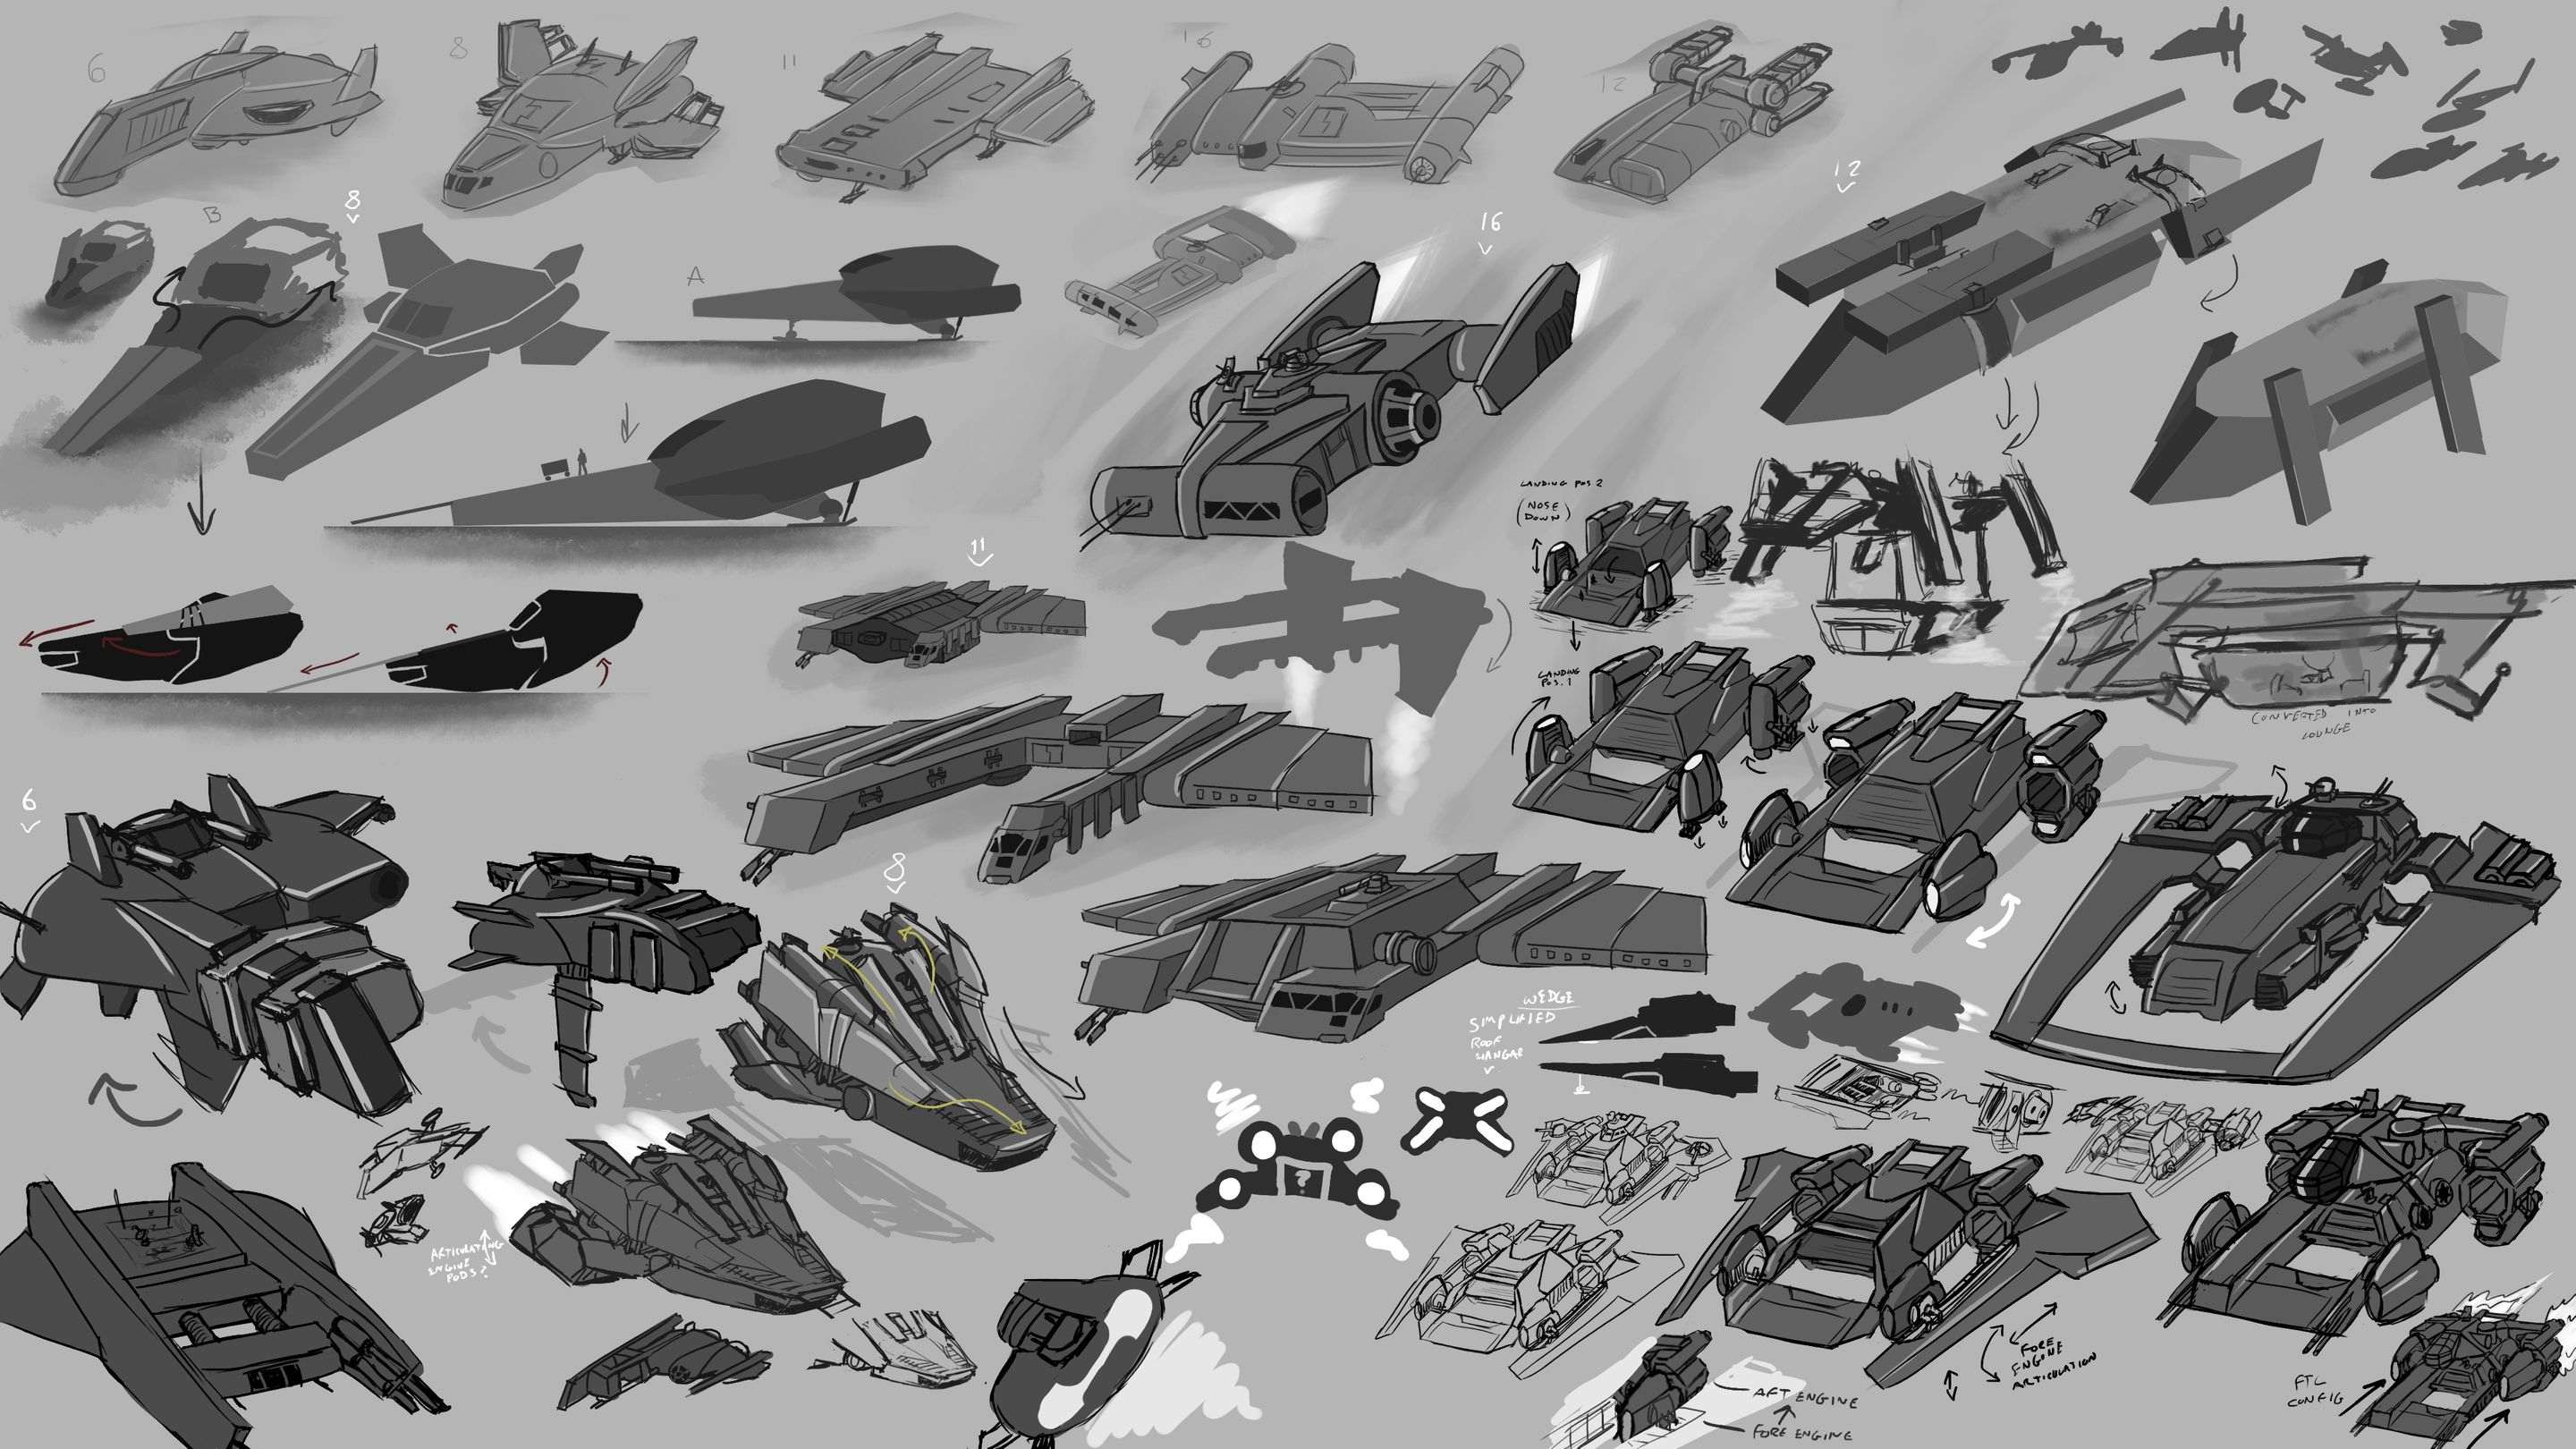 6
8
11
16
12
12
B
8
A
16
LANDING POS 2
(NOSE
DOWN)
11
LANDING
POS. 1
CONVERTED INTO
LOUNGE
6
8
WEDGE
SIMPLIFIED
ROOF
HANGAR
?
ARTICULATING
ENGINE
PODS?
FORE
ENGINE
ARTICULATION
FTL
CONFIG
AFT ENGINE
FORE ENGINE